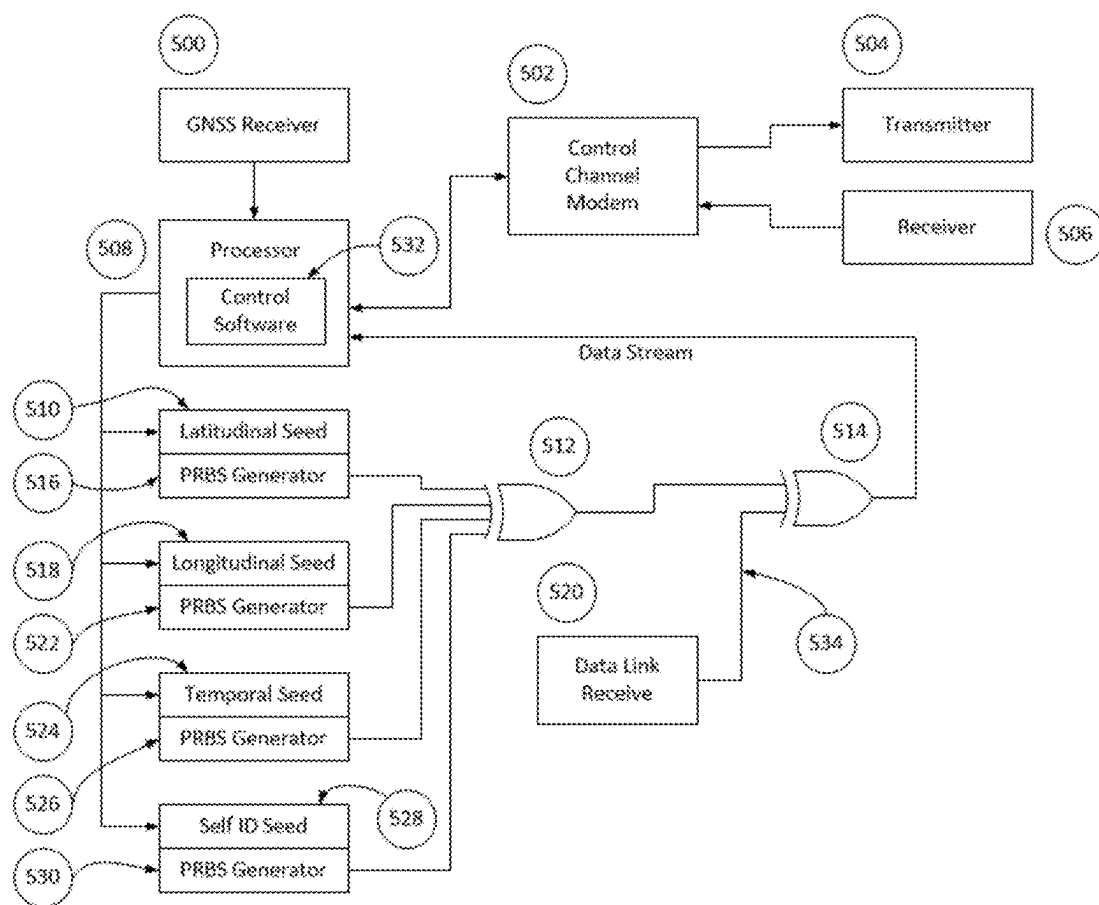 500
GNSS Receiver
502
Control
Channel
Modem
504
Transmitter
Receiver
506
508
Processor
532
Control
Software
Data Stream
510
Latitudinal Seed
516
PRBS Generator
512
514
518
Longitudinal Seed
522
PRBS Generator
520
Data Link
Receive
534
524
Temporal Seed
526
PRBS Generator
528
Self ID Seed
530
PRBS Generator